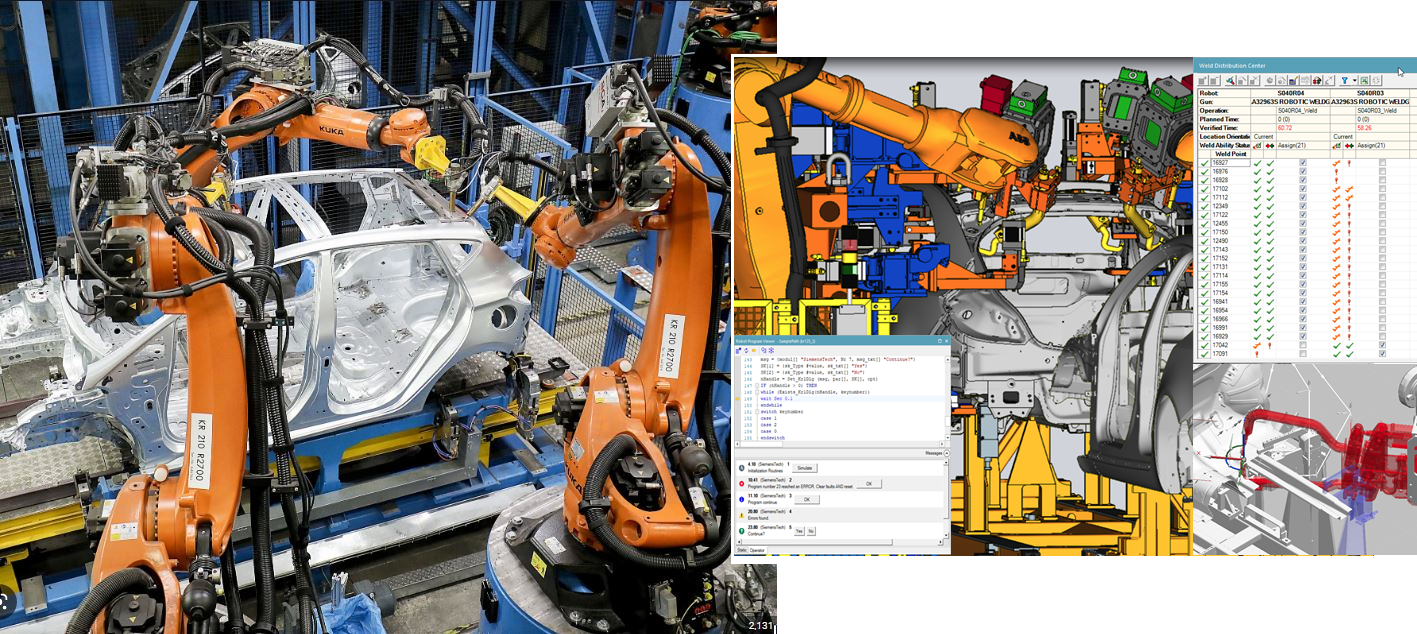 KUKA
KR 210 R2700
KR 210 R2700
KUKA
2,131
ABB
Weld Distribution Center
Robot: S040R04 S040R03
Gun: A32963S ROBOTIC WELDG A32963S ROBOTIC WELDG
Operation: S040R04_Weld S040R03_Weld
Planned Time: 0 (0) 0 (0)
Verified Time: 60.72 58.26
Location Orientatio Current Current
Weld Ability Status Assign(21) Assign(21)
Weld Point
16927
16976
16928
17102
17112
12349
17122
12455
17150
12490
17143
17152
17131
17114
17155
17154
16941
16954
16966
16991
16929
17042
17091
Robot Program Viewer - SamplePath
143 msg = {modul[] "SiemensTech", Nr 7, msg_txt[] "Continue?"}
144 SK[1] = {sk_Type #value, sk_txt[] "Yes"}
145 SK[2] = {sk_Type #value, sk_txt[] "No"}
146 nHandle = Set_KrlDlg (msg, par[], SK[], opt)
147 IF (nHandle > 0) THEN
148 while (Exists_KrlDlg(nHandle, keynumber))
149 wait Sec 0.1
150 endwhile
151 switch keynumber
152 case 1
153 case 2
154 case 0
155 endswitch
Messages
4.10 (SiemensTech) 1
Initialization Routines
Simulate
10.41 (SiemensTech) 2
Program number 23 reached an ERROR. Clear faults AND reset
OK
11.10 (SiemensTech) 3
Program continue
OK
20.80 (SiemensTech) 4
Errors found.
23.80 (SiemensTech) 5
Continue?
Yes No
Static Operator